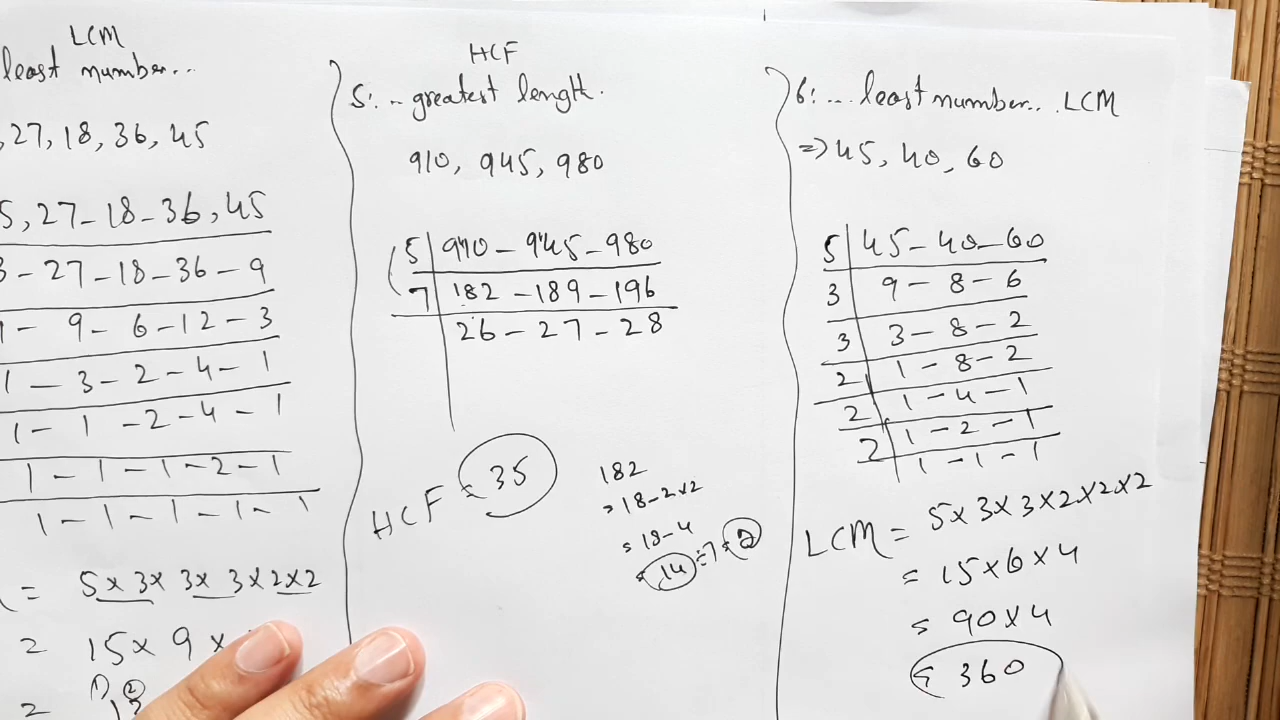 LCM
least number...
, 27, 18, 36, 45
5, 27 - 18 - 36, 45
3 - 27 - 18 - 36 - 9
1 - 9 - 6 - 12 - 3
1 - 3 - 2 - 4 - 1
1 - 1 - 2 - 4 - 1
1 - 1 - 1 - 2 - 1
1 - 1 - 1 - 1 - 1
= 5 x 3 x 3 x 3 x 2 x 2
= 15 x 9 x
HCF
5: .. greatest length.
910, 945, 980
5 | 910 - 945 - 980
7 | 182 - 189 - 196
26 - 27 - 28
HCF = 35
182
= 18 - 2 x 2
= 18 - 4
= 14 ÷ 7 = 2
6: ... least number... LCM
=> 45, 40, 60
5 | 45 - 40 - 60
3 | 9 - 8 - 6
3 | 3 - 8 - 2
2 | 1 - 8 - 2
2 | 1 - 4 - 1
2 | 1 - 2 - 1
1 - 1 - 1
LCM = 5 x 3 x 3 x 2 x 2 x 2
= 15 x 6 x 4
= 90 x 4
= 360